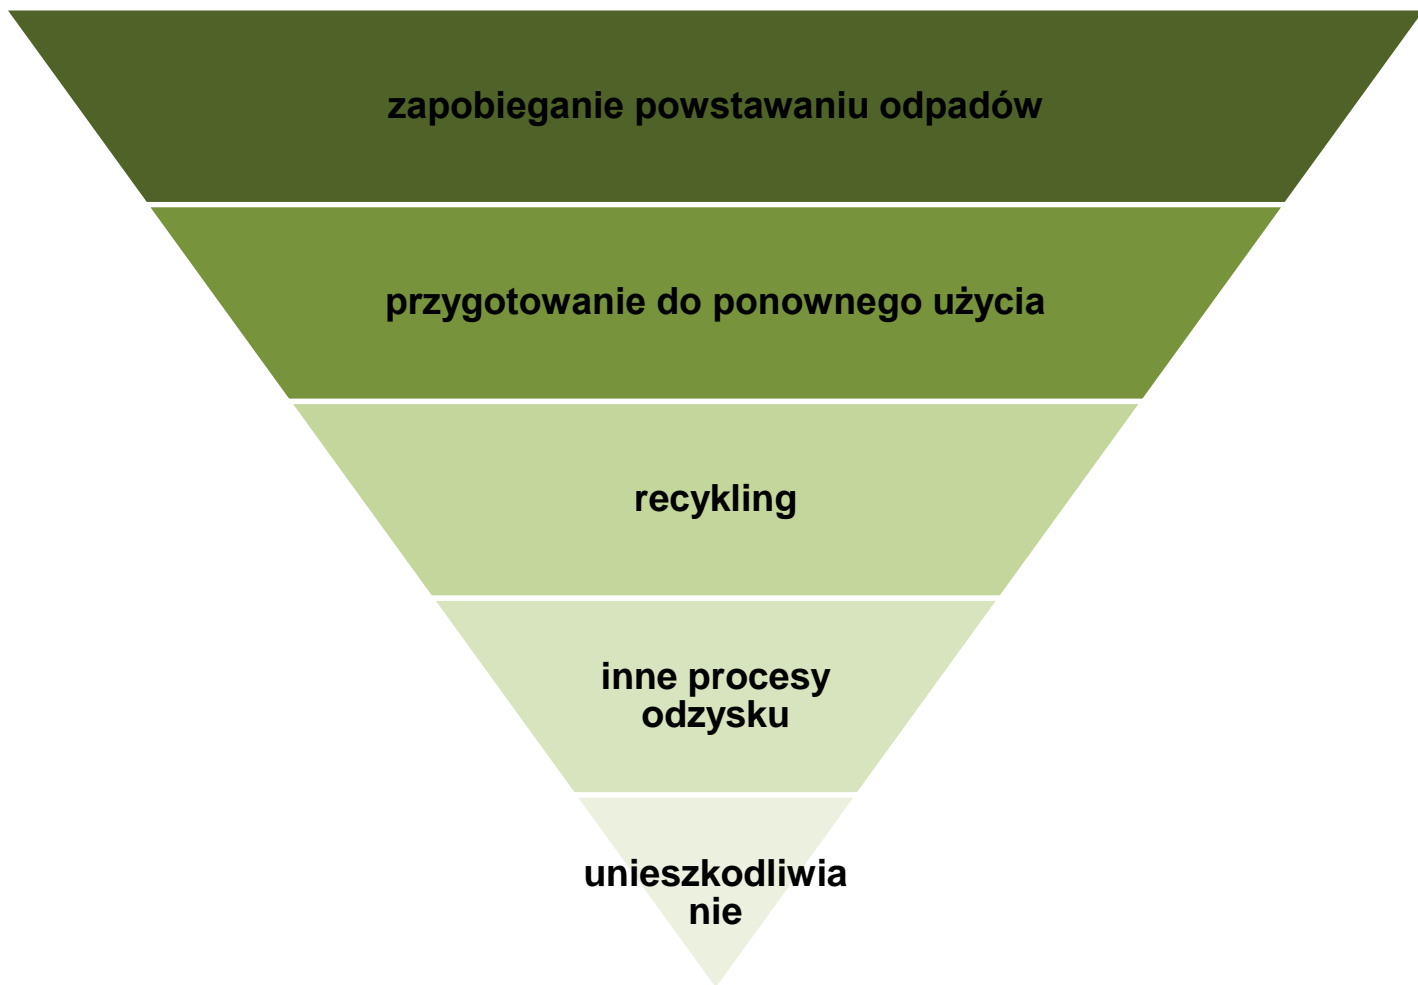 zapobieganie powstawaniu odpadów
przygotowanie do ponownego użycia
recykling
inne procesy
odzysku
unieszkodliwia
nie